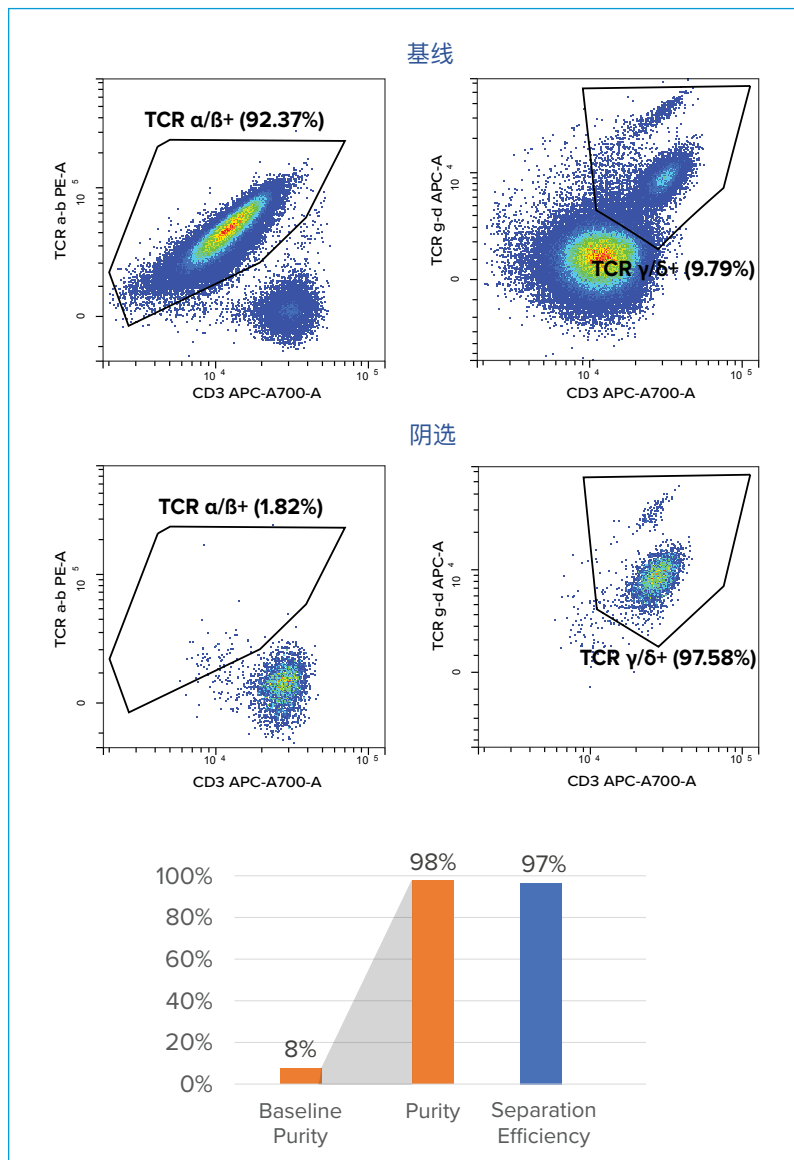 基线
TCR α/ß+ (92.37%)
TCR a-b PE-A
10 5
0
10 4
10 5
CD3 APC-A700-A
TCR g-d APC-A
10 4
0
TCR γ/δ+ (9.79%)
10 4
10 5
CD3 APC-A700-A
阴选
TCR α/ß+ (1.82%)
TCR a-b PE-A
10 5
0
10 4
10 5
CD3 APC-A700-A
TCR g-d APC-A
10 4
0
TCR γ/δ+ (97.58%)
10 4
10 5
CD3 APC-A700-A
100%
80%
60%
40%
20%
0%
8%
98%
97%
Baseline
Purity
Purity
Separation
Efficiency